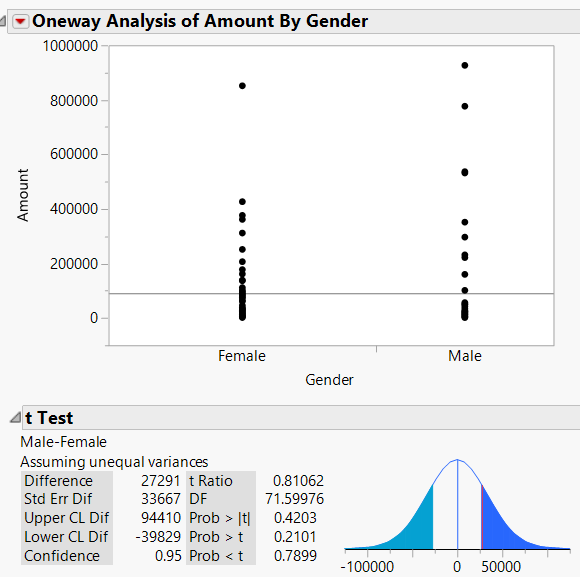 Oneway Analysis of Amount By Gender
1000000
800000
600000
400000
200000
0
Amount
Female Male
Gender
t Test
Male-Female
Assuming unequal variances
Difference 27291 t Ratio 0.81062
Std Err Dif 33667 DF 71.59976
Upper CL Dif 94410 Prob > |t| 0.4203
Lower CL Dif -39829 Prob > t 0.2101
Confidence 0.95 Prob < t 0.7899
-100000 0 50000